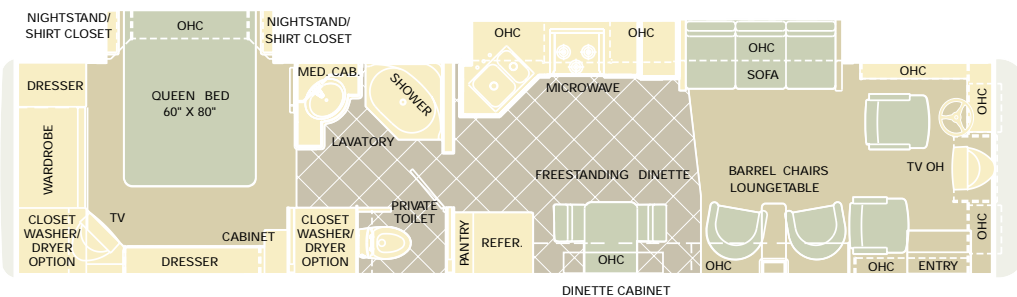 NIGHTSTAND/
SHIRT CLOSET
OHC
NIGHTSTAND/
SHIRT CLOSET
DRESSER
QUEEN BED
60" X 80"
WARDROBE
CLOSET
WASHER/
DRYER
OPTION
TV
DRESSER
CABINET
MED. CAB.
SHOWER
LAVATORY
CLOSET
WASHER/
DRYER
OPTION
PRIVATE
TOILET
PANTRY
REFER.
OHC
OHC
MICROWAVE
FREESTANDING DINETTE
OHC
DINETTE CABINET
OHC
SOFA
OHC
OHC
TV OH
BARREL CHAIRS
LOUNGETABLE
OHC
OHC
OHC
ENTRY